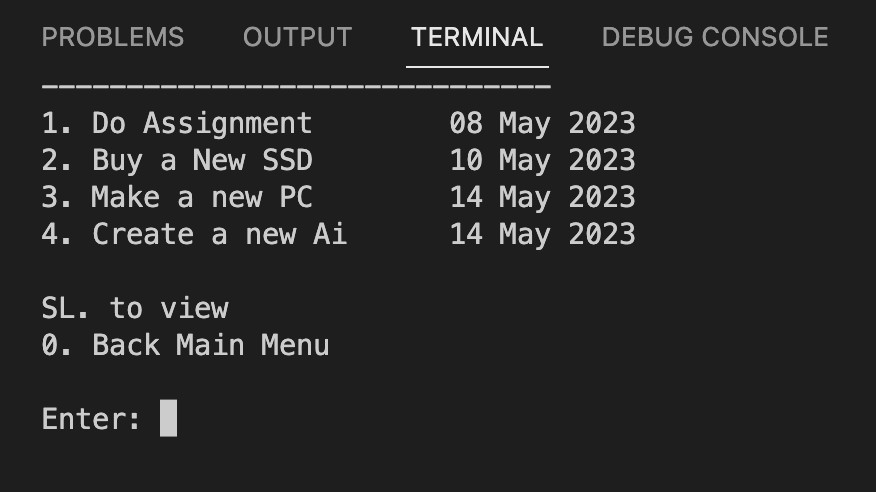 PROBLEMS OUTPUT TERMINAL DEBUG CONSOLE
------------------------------
1. Do Assignment 08 May 2023
2. Buy a New SSD 10 May 2023
3. Make a new PC 14 May 2023
4. Create a new Ai 14 May 2023
SL. to view
0. Back Main Menu
Enter: